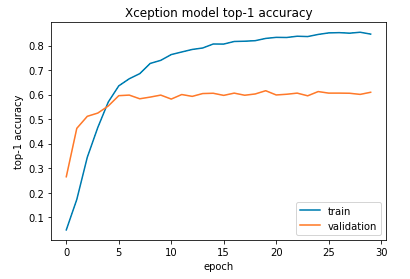 Xception model top-1 accuracy
top-1 accuracy
0.8
0.7
0.6
0.5
0.4
0.3
0.2
0.1
0 5 10 15 20 25 30
epoch
train
validation